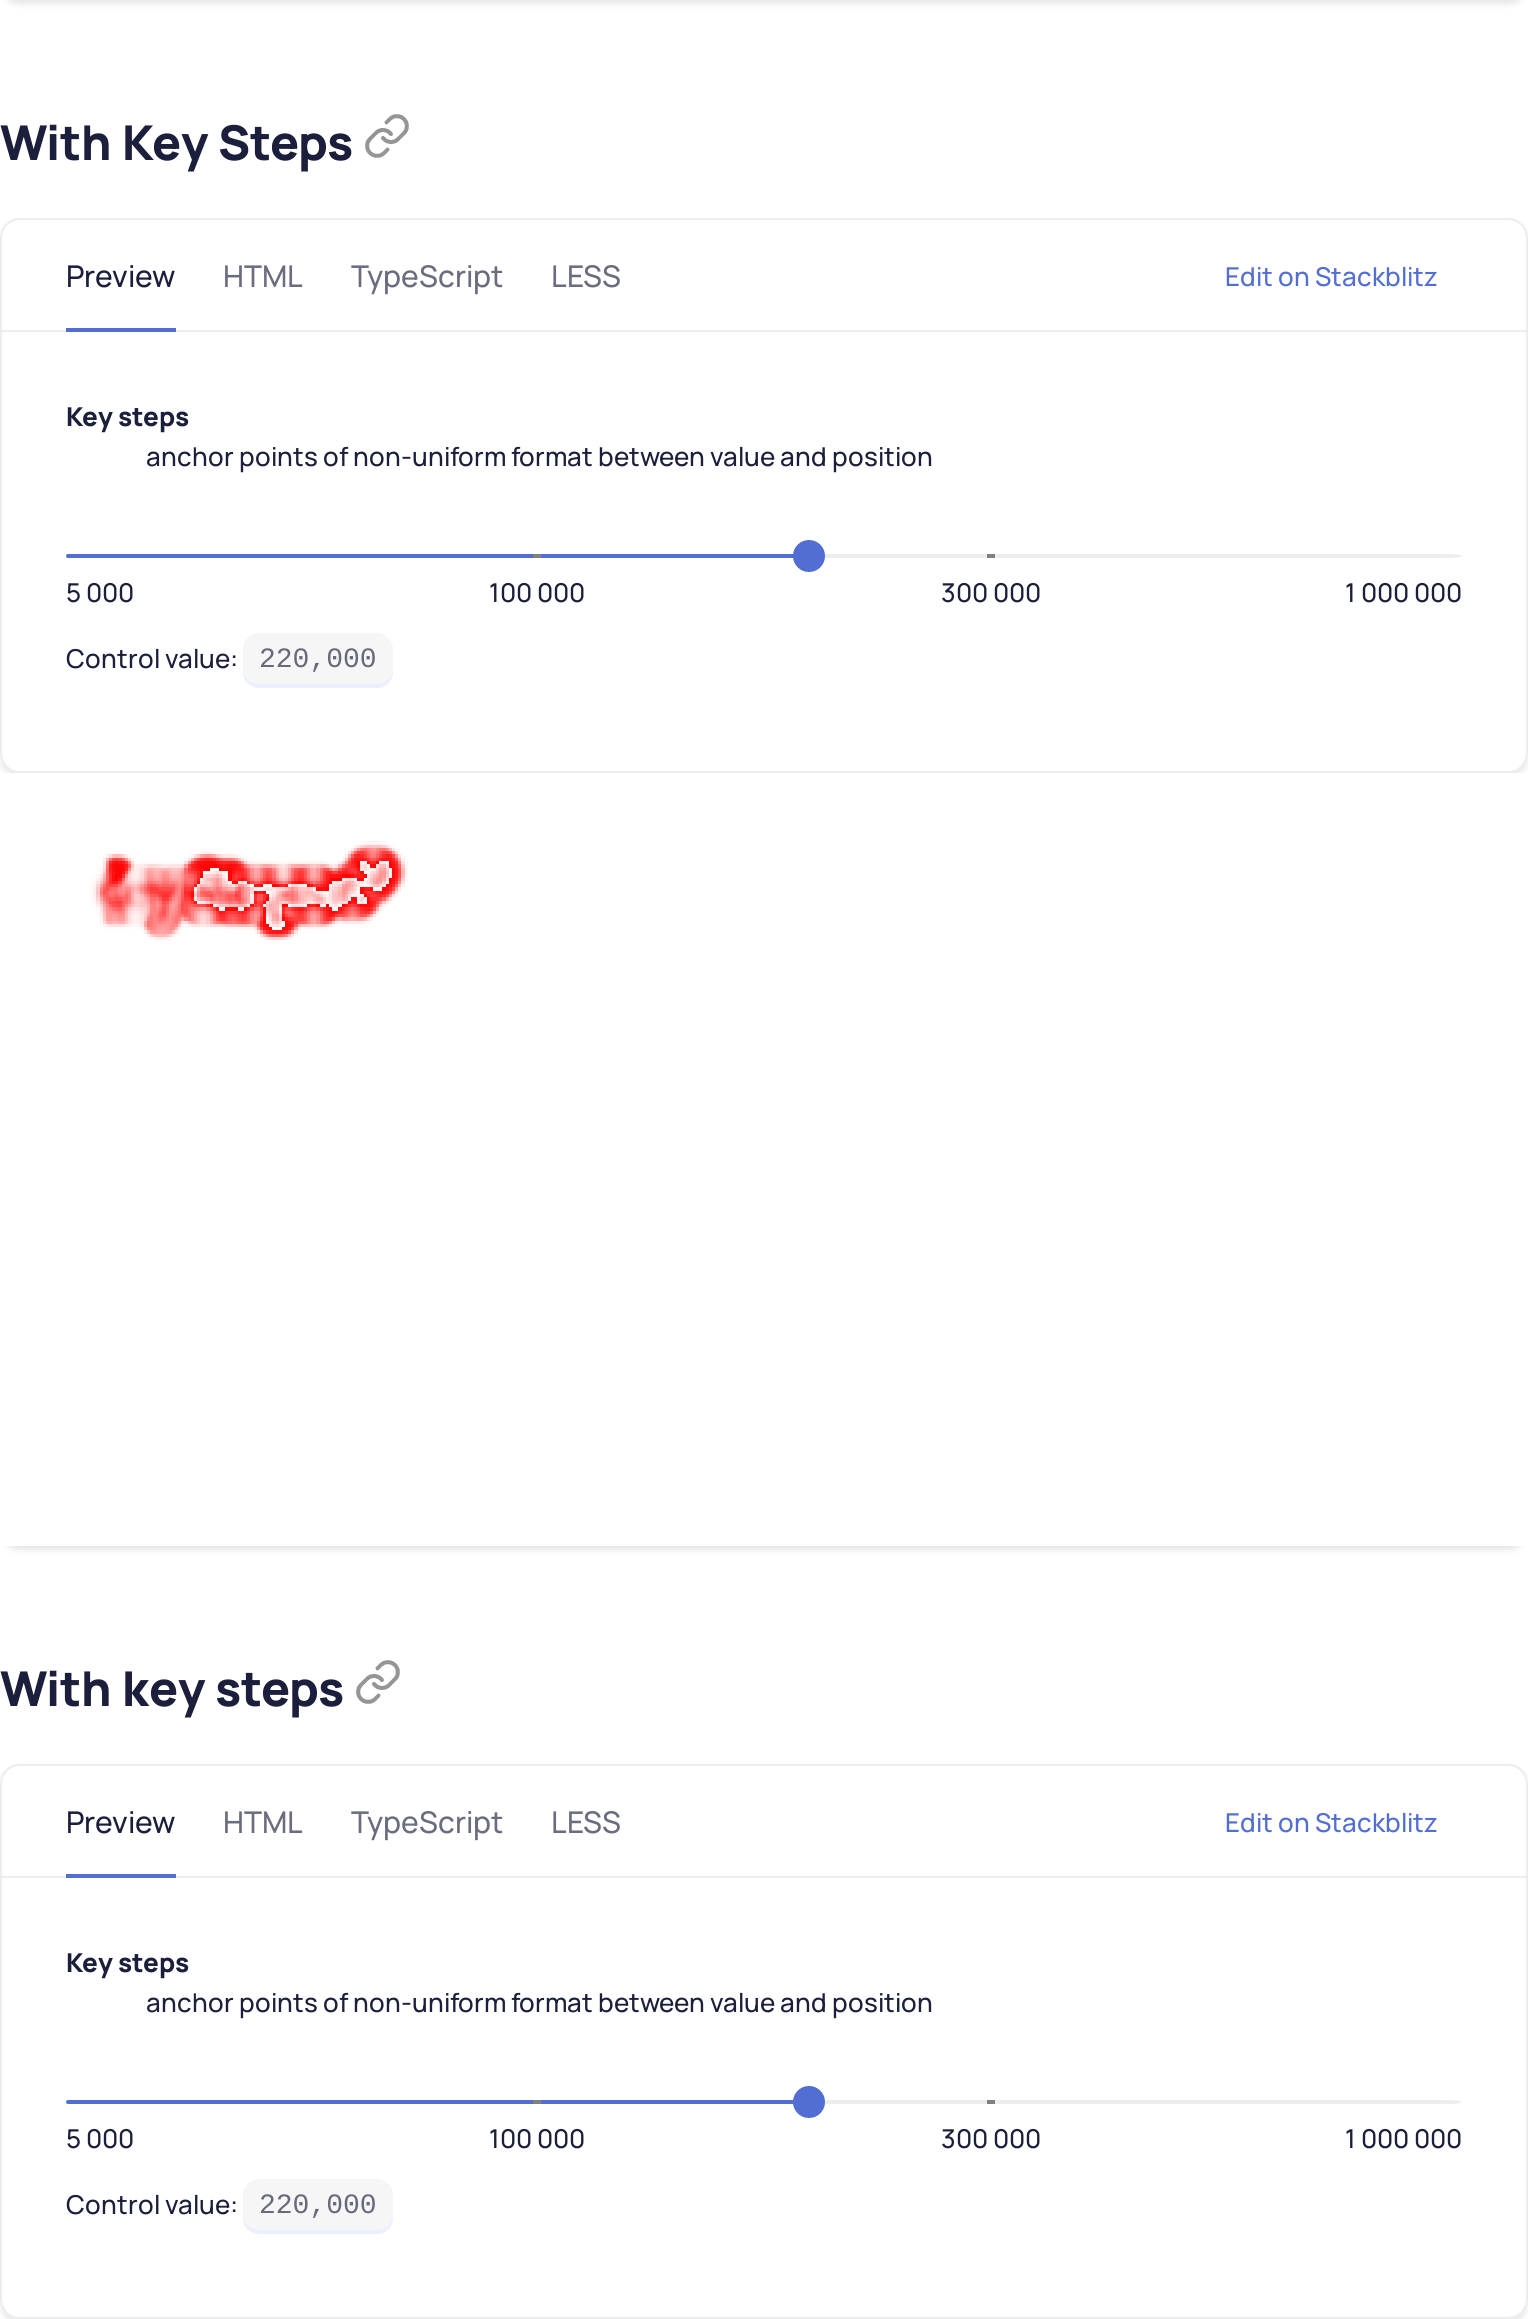 With Key Steps
Preview HTML TypeScript LESS Edit on Stackblitz
Key steps
anchor points of non-uniform format between value and position
5 000 100 000 300 000 1 000 000
Control value: 220,000
With key steps
Preview HTML TypeScript LESS Edit on Stackblitz
Key steps
anchor points of non-uniform format between value and position
5 000 100 000 300 000 1 000 000
Control value: 220,000